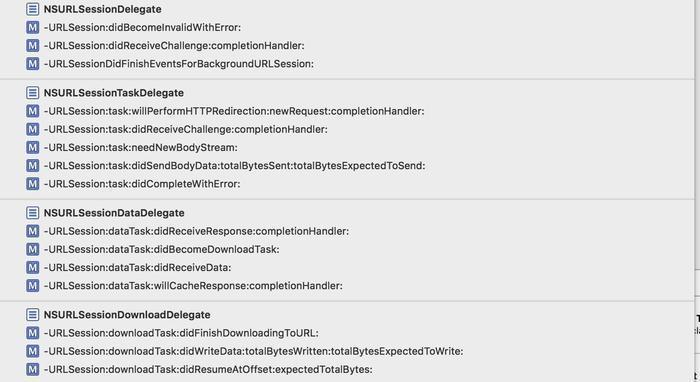 NSURLSessionDelegate
M -URLSession:didBecomeInvalidWithError:
M -URLSession:didReceiveChallenge:completionHandler:
M -URLSessionDidFinishEventsForBackgroundURLSession:
NSURLSessionTaskDelegate
M -URLSession:task:willPerformHTTPRedirection:newRequest:completionHandler:
M -URLSession:task:didReceiveChallenge:completionHandler:
M -URLSession:task:needNewBodyStream:
M -URLSession:task:didSendBodyData:totalBytesSent:totalBytesExpectedToSend:
M -URLSession:task:didCompleteWithError:
NSURLSessionDataDelegate
M -URLSession:dataTask:didReceiveResponse:completionHandler:
M -URLSession:dataTask:didBecomeDownloadTask:
M -URLSession:dataTask:didReceiveData:
M -URLSession:dataTask:willCacheResponse:completionHandler:
NSURLSessionDownloadDelegate
M -URLSession:downloadTask:didFinishDownloadingToURL:
M -URLSession:downloadTask:didWriteData:totalBytesWritten:totalBytesExpectedToWrite:
M -URLSession:downloadTask:didResumeAtOffset:expectedTotalBytes: